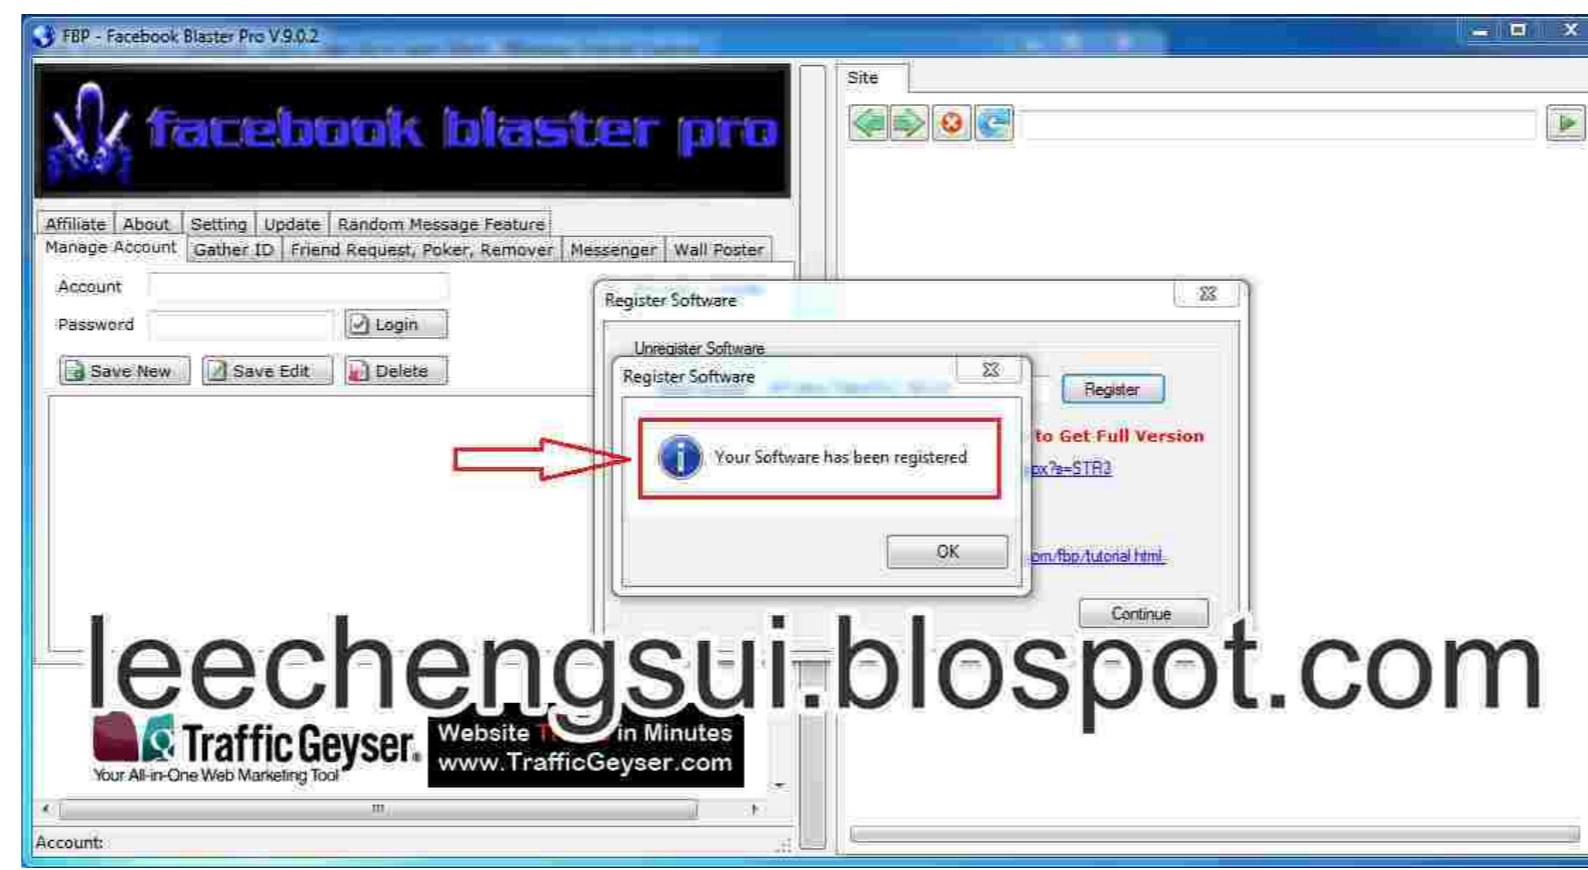 FBP - Facebook Blaster Pro V.9.0.2
facebook blaster pro
Affiliate About Setting Update Random Message Feature
Manage Account Gather ID Friend Request, Poker, Remover Messenger Wall Poster
Account
Password Login
Save New Save Edit Delete
Site
Register Software
Unregister Software
Register
to Get Full Version
px?a=STR3
om/fbp/tutorial.html
Continue
Register Software
Your Software has been registered
OK
leechengsui.blospot.com
Traffic Geyser.
Your All-in-One Web Marketing Tool
Website in Minutes
www.TrafficGeyser.com
Account: